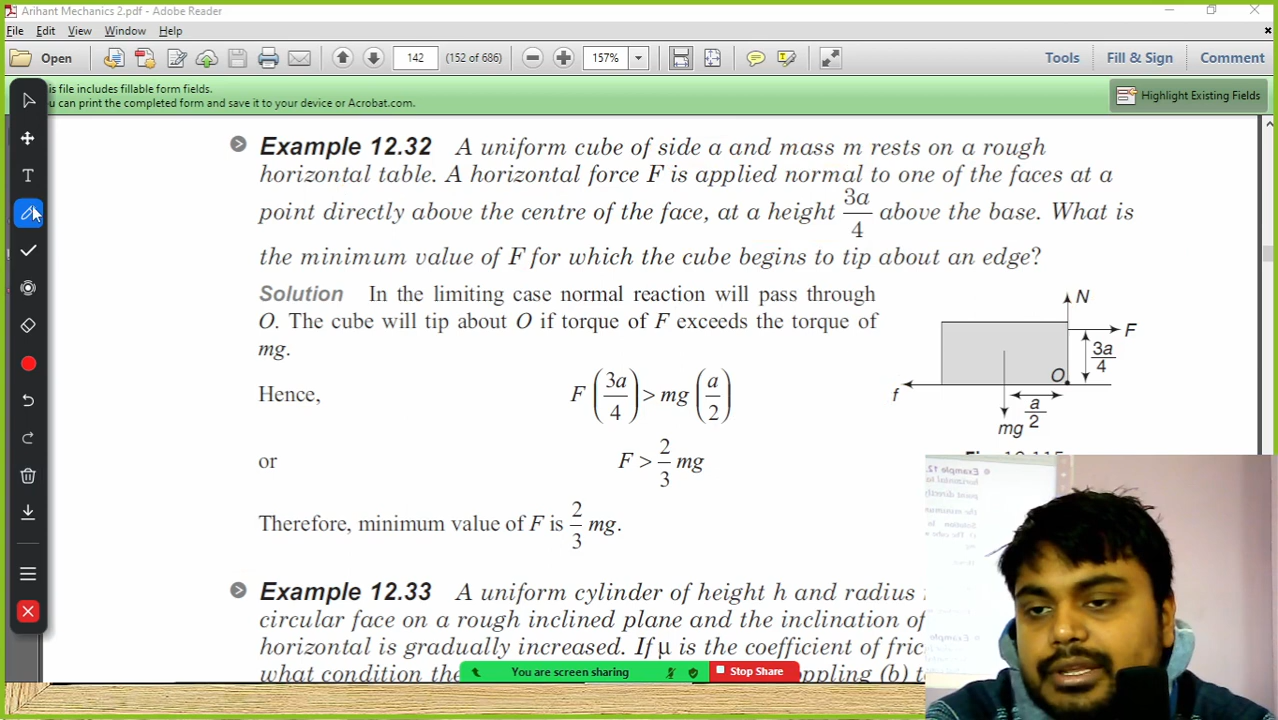 Arihant Mechanics 2.pdf - Adobe Reader
File Edit View Window Help
Open 142 (152 of 686) 157% Tools Fill & Sign Comment
is file includes fillable form fields.
u can print the completed form and save it to your device or Acrobat.com.
Highlight Existing Fields
Example 12.32 A uniform cube of side a and mass m rests on a rough
horizontal table. A horizontal force F is applied normal to one of the faces at a
point directly above the centre of the face, at a height 3a/4 above the base. What is
the minimum value of F for which the cube begins to tip about an edge?
Solution In the limiting case normal reaction will pass through
O. The cube will tip about O if torque of F exceeds the torque of
mg.
Hence, F (3a/4) > mg (a/2)
or F > 2/3 mg
Therefore, minimum value of F is 2/3 mg.
N
F
3a/4
O
f
a/2
mg
Example 12.33 A uniform cylinder of height h and radius
circular face on a rough inclined plane and the inclination of
horizontal is gradually increased. If µ is the coefficient of fric
what condition the
oppling (b) t
You are screen sharing Stop Share
T